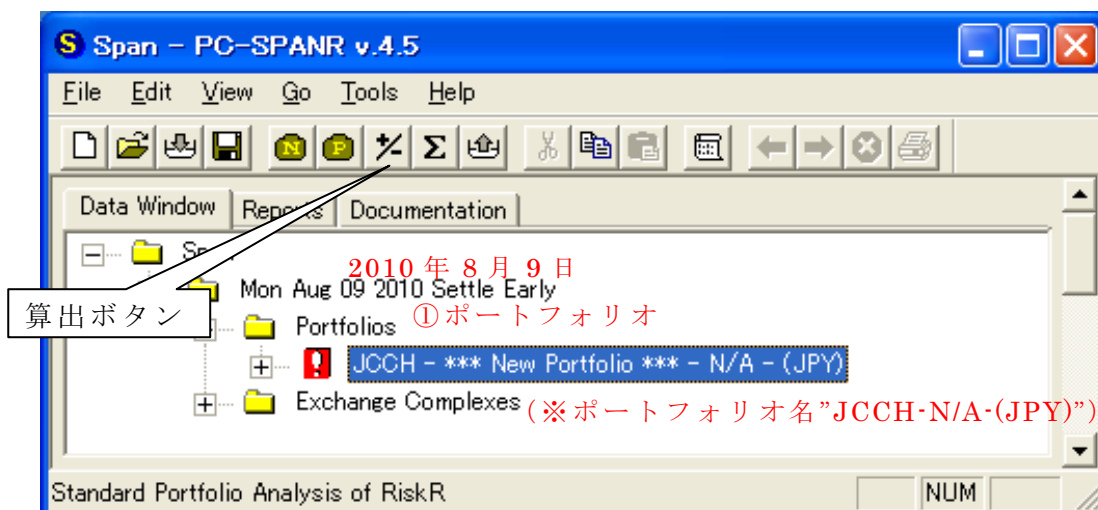 Span - PC-SPANR v.4.5
File Edit View Go Tools Help
N P +/- Σ
Data Window Reports Documentation
2010年8月9日
Mon Aug 09 2010 Settle Early
算出ボタン
①ポートフォリオ
Portfolios
JCCH - *** New Portfolio *** - N/A - (JPY)
Exchange Complexes
(※ポートフォリオ名"JCCH-N/A-(JPY)")
Standard Portfolio Analysis of RiskR NUM